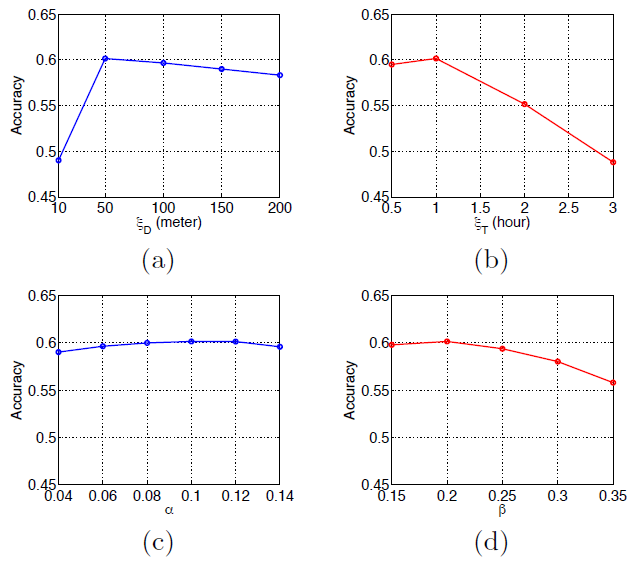 0.65
0.6
0.55
0.5
0.45
Accuracy
10 50 100 150 200
ξD (meter)
(a)
0.65
0.6
0.55
0.5
0.45
Accuracy
0.5 1 1.5 2 2.5 3
ξT (hour)
(b)
0.65
0.6
0.55
0.5
0.45
Accuracy
0.04 0.06 0.08 0.1 0.12 0.14
α
(c)
0.65
0.6
0.55
0.5
0.45
Accuracy
0.15 0.2 0.25 0.3 0.35
β
(d)